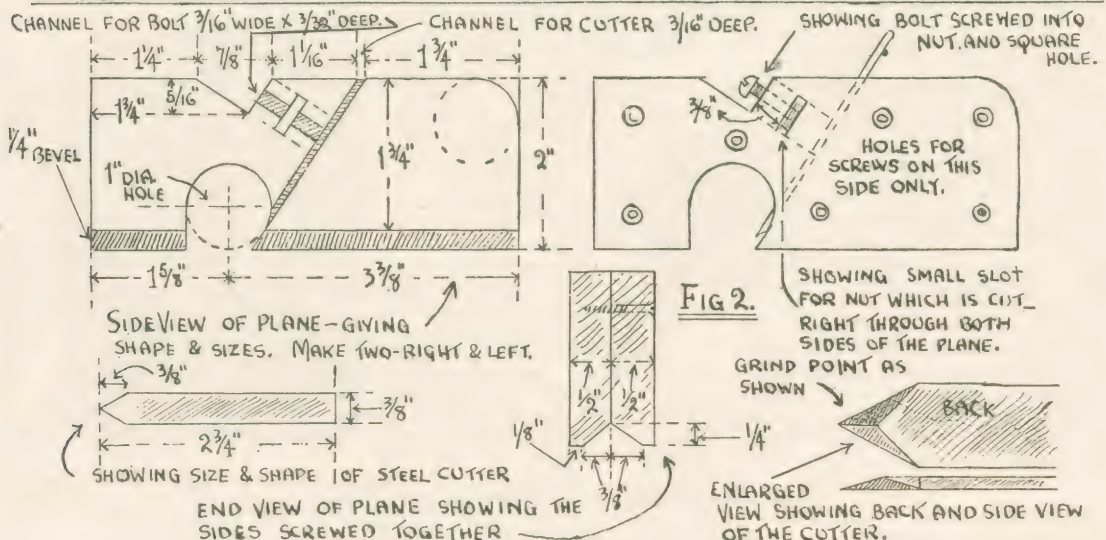 CHANNEL FOR BOLT 3/16" WIDE X 3/32" DEEP.
CHANNEL FOR CUTTER 3/16" DEEP.
SHOWING BOLT SCREWED INTO
NUT. AND SQUARE
HOLE.
1 1/4"
7/8"
1 1/16"
1 3/4"
5/16"
1 3/4"
1/4"
BEVEL
1" DIA.
HOLE
1 3/4"
2"
3/8"
HOLES FOR
SCREWS ON THIS
SIDE ONLY.
1 5/8"
3 3/8"
SIDE VIEW OF PLANE - GIVING
SHAPE & SIZES. MAKE TWO-RIGHT & LEFT.
FIG 2.
SHOWING SMALL SLOT
FOR NUT WHICH IS CUT
RIGHT THROUGH BOTH
SIDES OF THE PLANE.
3/8"
3/8"
2 3/4"
SHOWING SIZE & SHAPE OF STEEL CUTTER
1/2"
1/2"
1/8"
1/4"
3/8"
END VIEW OF PLANE SHOWING THE
SIDES SCREWED TOGETHER
GRIND POINT AS
SHOWN
BACK
ENLARGED
VIEW SHOWING BACK AND SIDE VIEW
OF THE CUTTER.